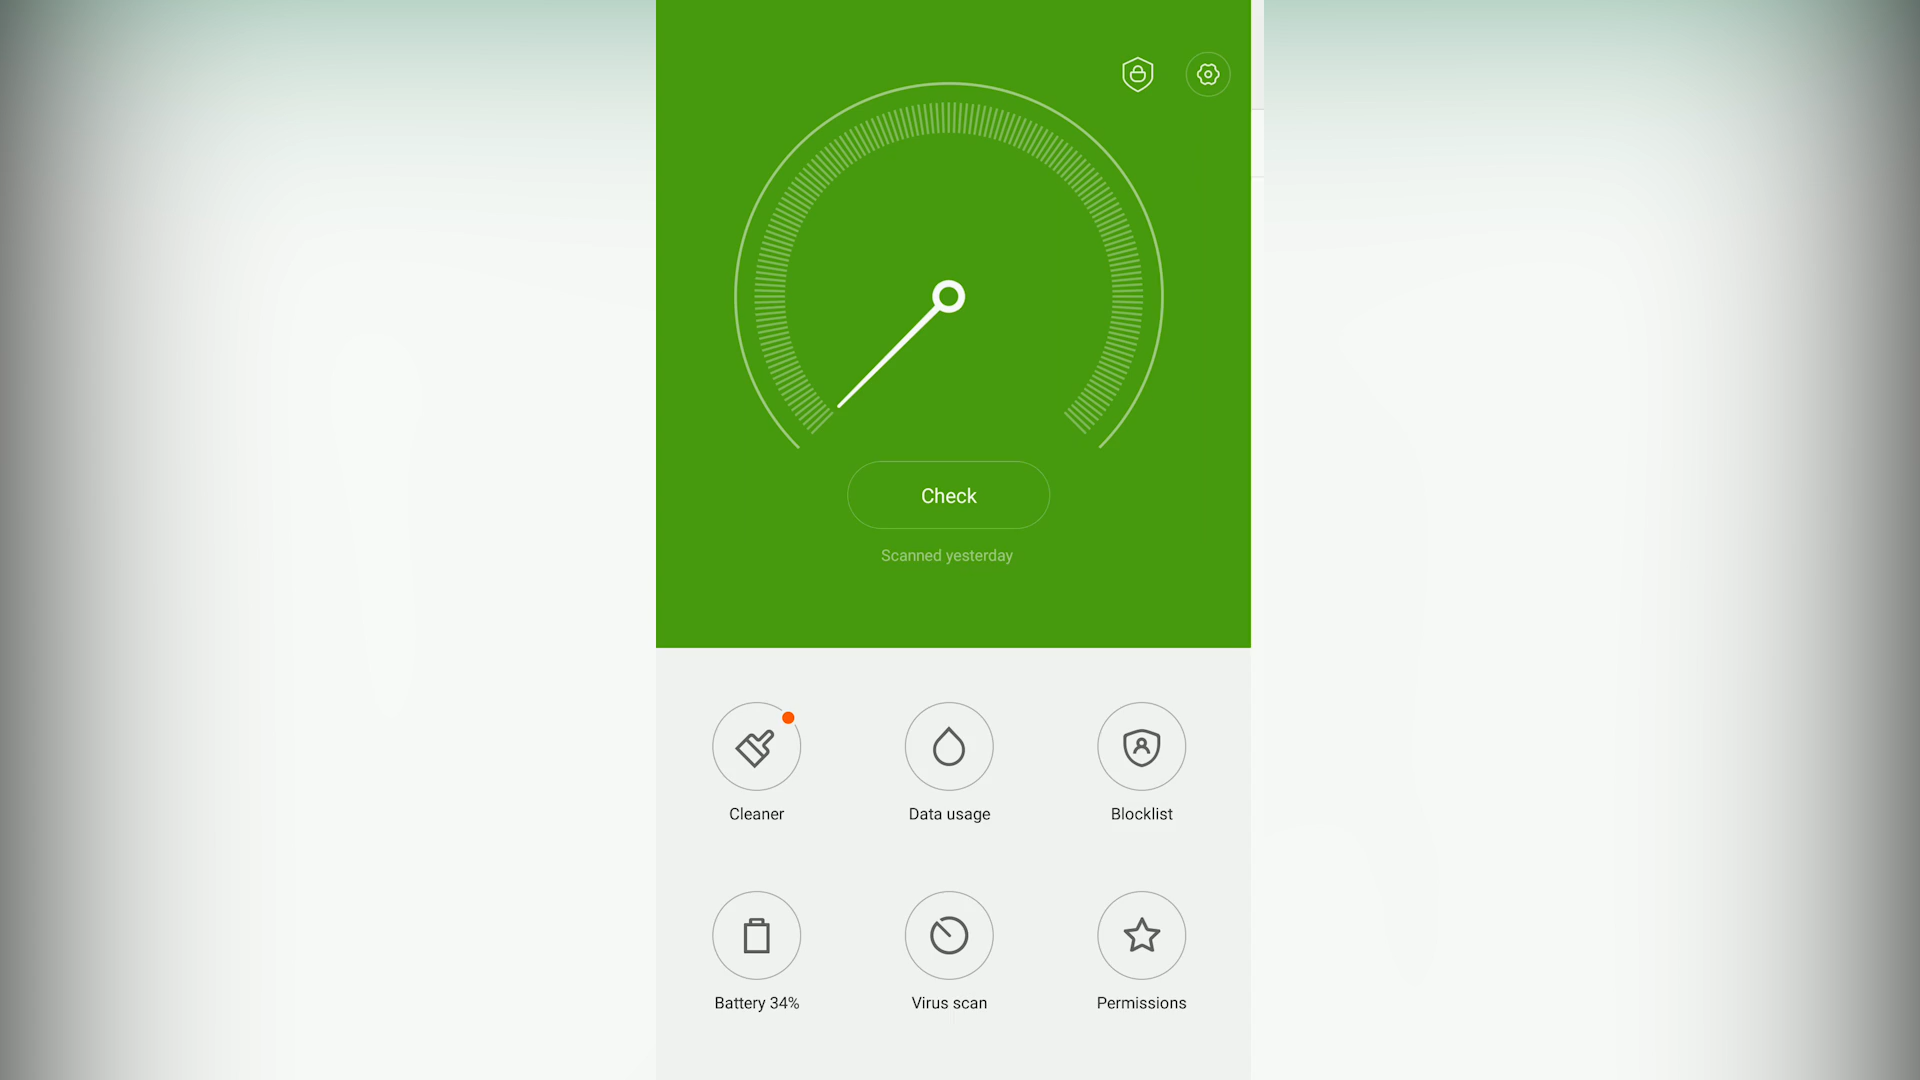 Check
Scanned yesterday
Cleaner
Data usage
Blocklist
Battery 34%
Virus scan
Permissions